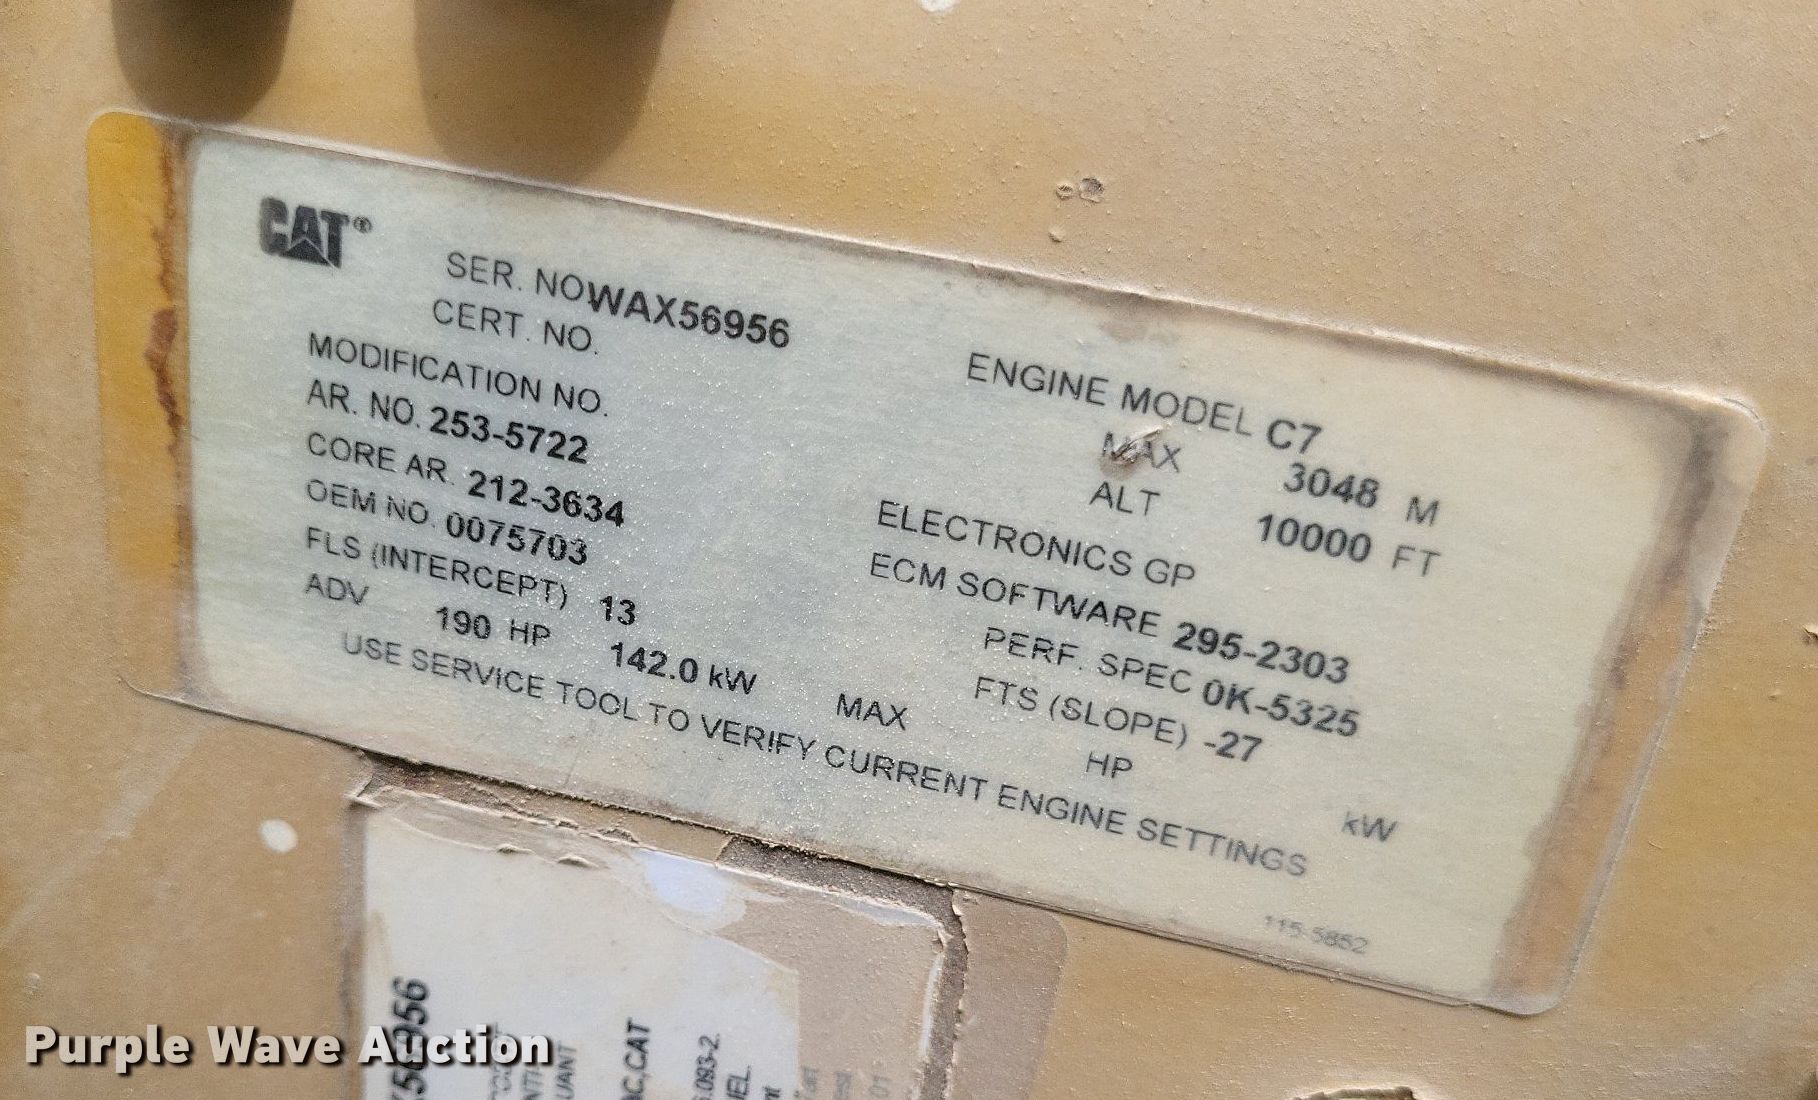 CAT®
SER. NO WAX56956
CERT. NO.
MODIFICATION NO.
AR. NO. 253-5722
CORE AR. 212-3634
OEM NO. 0075703
FLS (INTERCEPT) 13
ADV 190 HP 142.0 kW
ENGINE MODEL C7
MAX 3048 M
ALT 10000 FT
ELECTRONICS GP
ECM SOFTWARE 295-2303
PERF. SPEC 0K-5325
FTS (SLOPE) -27
MAX HP kW
USE SERVICE TOOL TO VERIFY CURRENT ENGINE SETTINGS
115-5852
Purple Wave Auction